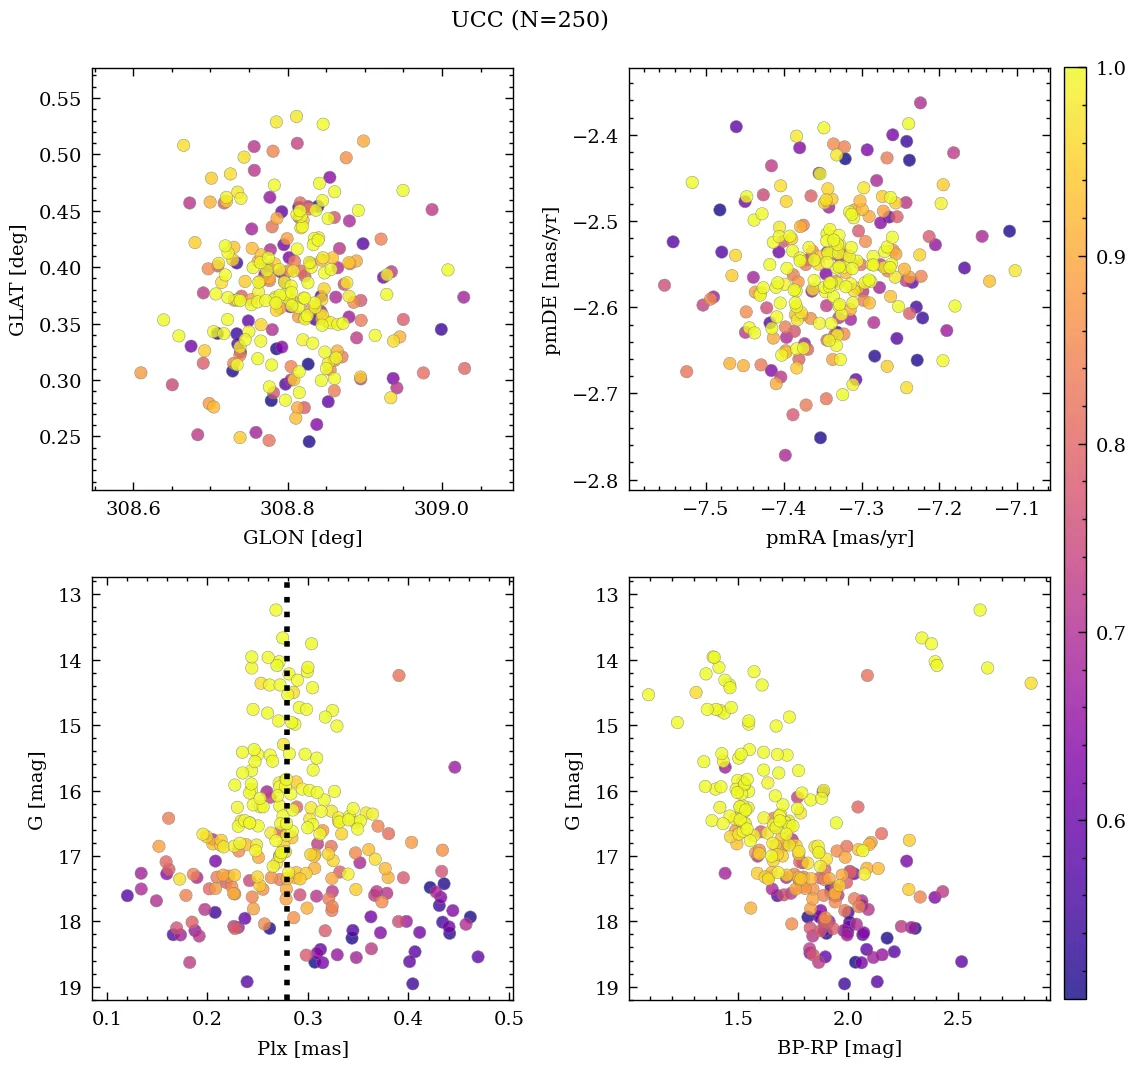 UCC (N=250)
0.55
0.50
0.45
0.40
0.35
0.30
0.25
GLAT [deg]
308.6 308.8 309.0
GLON [deg]
−2.4
−2.5
−2.6
−2.7
−2.8
pmDE [mas/yr]
−7.5 −7.4 −7.3 −7.2 −7.1
pmRA [mas/yr]
1.0
0.9
0.8
0.7
0.6
13
14
15
16
17
18
19
G [mag]
0.1 0.2 0.3 0.4 0.5
Plx [mas]
13
14
15
16
17
18
19
G [mag]
1.5 2.0 2.5
BP-RP [mag]